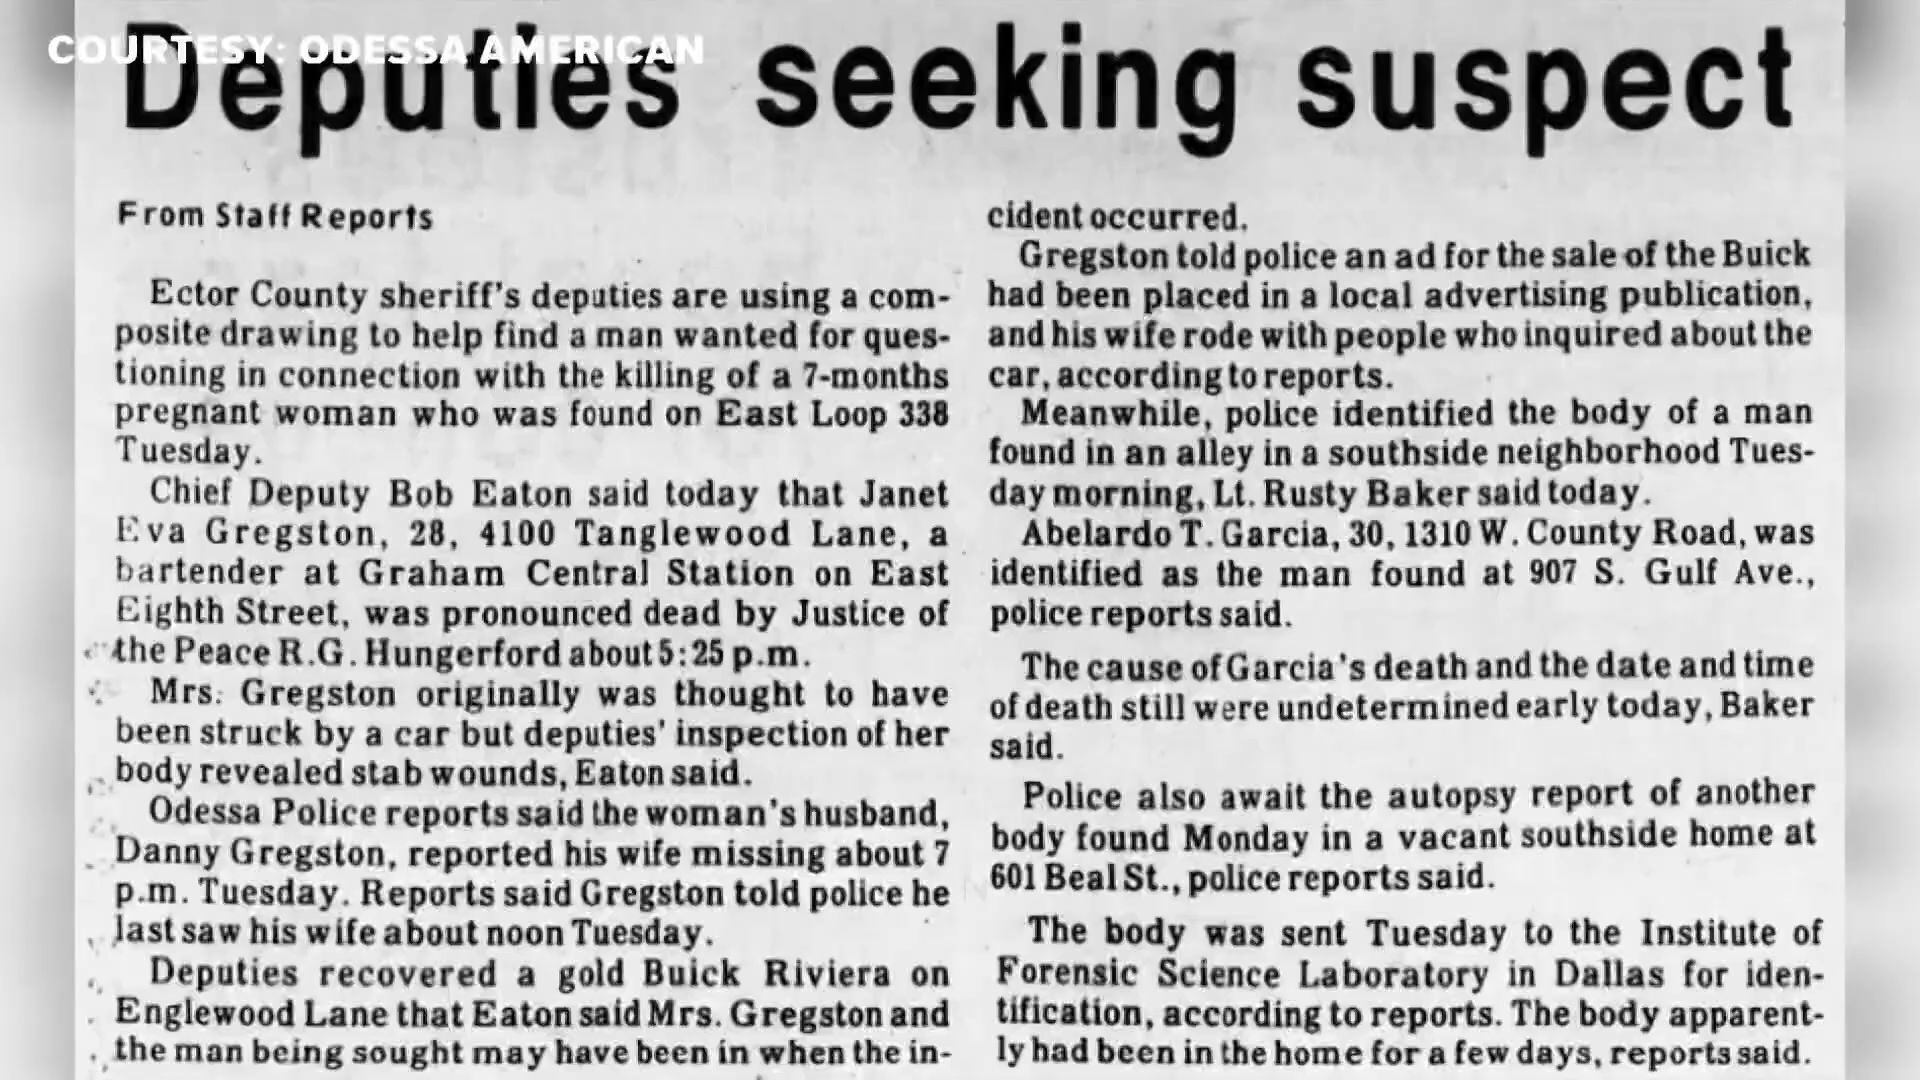 COURTESY: ODESSA AMERICAN
Deputies seeking suspect
From Staff Reports
Ector County sheriff's deputies are using a com-
posite drawing to help find a man wanted for ques-
tioning in connection with the killing of a 7-months
pregnant woman who was found on East Loop 338
Tuesday.
Chief Deputy Bob Eaton said today that Janet
Eva Gregston, 28, 4100 Tanglewood Lane, a
bartender at Graham Central Station on East
Eighth Street, was pronounced dead by Justice of
the Peace R.G. Hungerford about 5:25 p.m.
Mrs. Gregston originally was thought to have
been struck by a car but deputies' inspection of her
body revealed stab wounds, Eaton said.
Odessa Police reports said the woman's husband,
Danny Gregston, reported his wife missing about 7
p.m. Tuesday. Reports said Gregston told police he
last saw his wife about noon Tuesday.
Deputies recovered a gold Buick Riviera on
Englewood Lane that Eaton said Mrs. Gregston and
the man being sought may have been in when the in-
cident occurred.
Gregston told police an ad for the sale of the Buick
had been placed in a local advertising publication,
and his wife rode with people who inquired about the
car, according to reports.
Meanwhile, police identified the body of a man
found in an alley in a southside neighborhood Tues-
day morning, Lt. Rusty Baker said today.
Abelardo T. Garcia, 30, 1310 W. County Road, was
identified as the man found at 907 S. Gulf Ave.,
police reports said.
The cause of Garcia's death and the date and time
of death still were undetermined early today, Baker
said.
Police also await the autopsy report of another
body found Monday in a vacant southside home at
601 Beal St., police reports said.
The body was sent Tuesday to the Institute of
Forensic Science Laboratory in Dallas for iden-
tification, according to reports. The body apparent-
ly had been in the home for a few days, reports said.